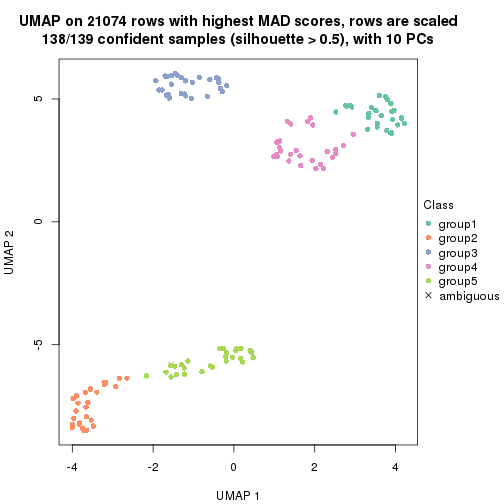 UMAP on 21074 rows with highest MAD scores, rows are scaled
138/139 confident samples (silhouette > 0.5), with 10 PCs
5
0
-5
UMAP 2
-4
-2
0
2
4
UMAP 1
Class
group1
group2
group3
group4
group5
ambiguous